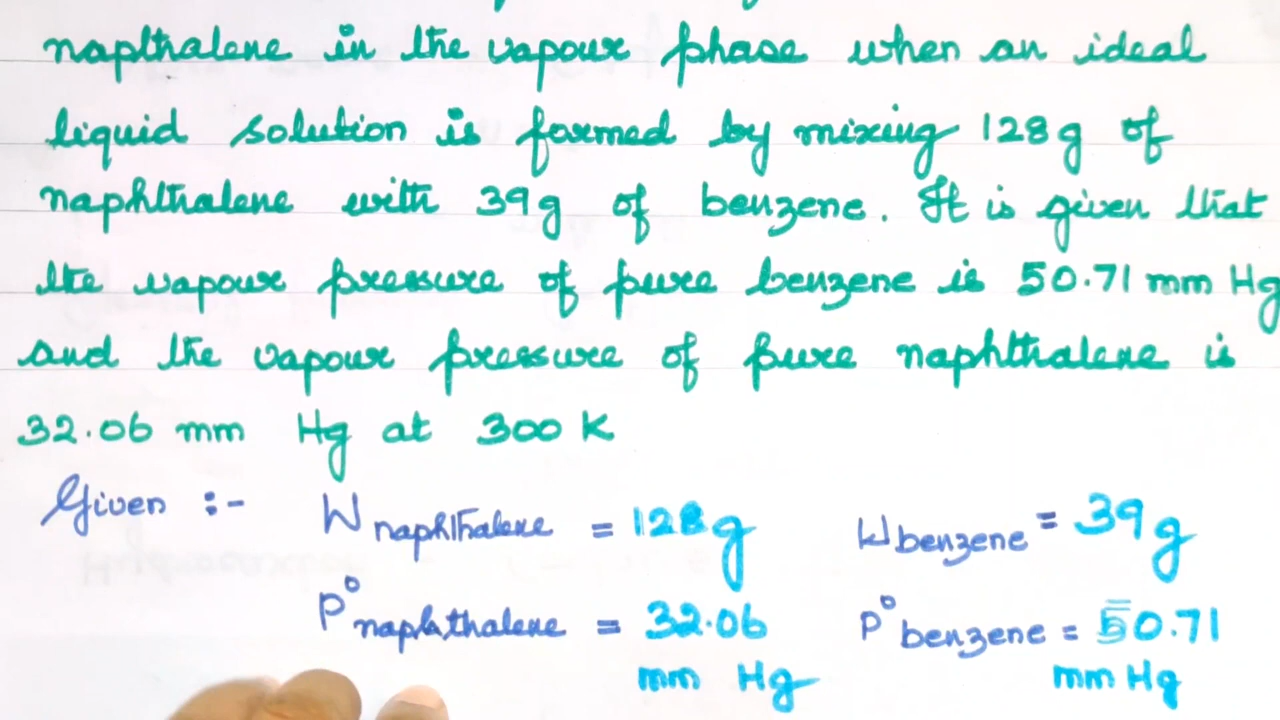 napthalene in the vapour phase when an ideal
liquid solution is formed by mixing 128g of
naphthalene with 39g of benzene. It is given that
the vapour pressure of pure benzene is 50.71 mm Hg
and the vapour pressure of pure naphthalene is
32.06 mm Hg at 300 K
Given :- W naphthalene = 128g W benzene = 39g
P° naphthalene = 32.06 mm Hg P° benzene = 50.71 mm Hg